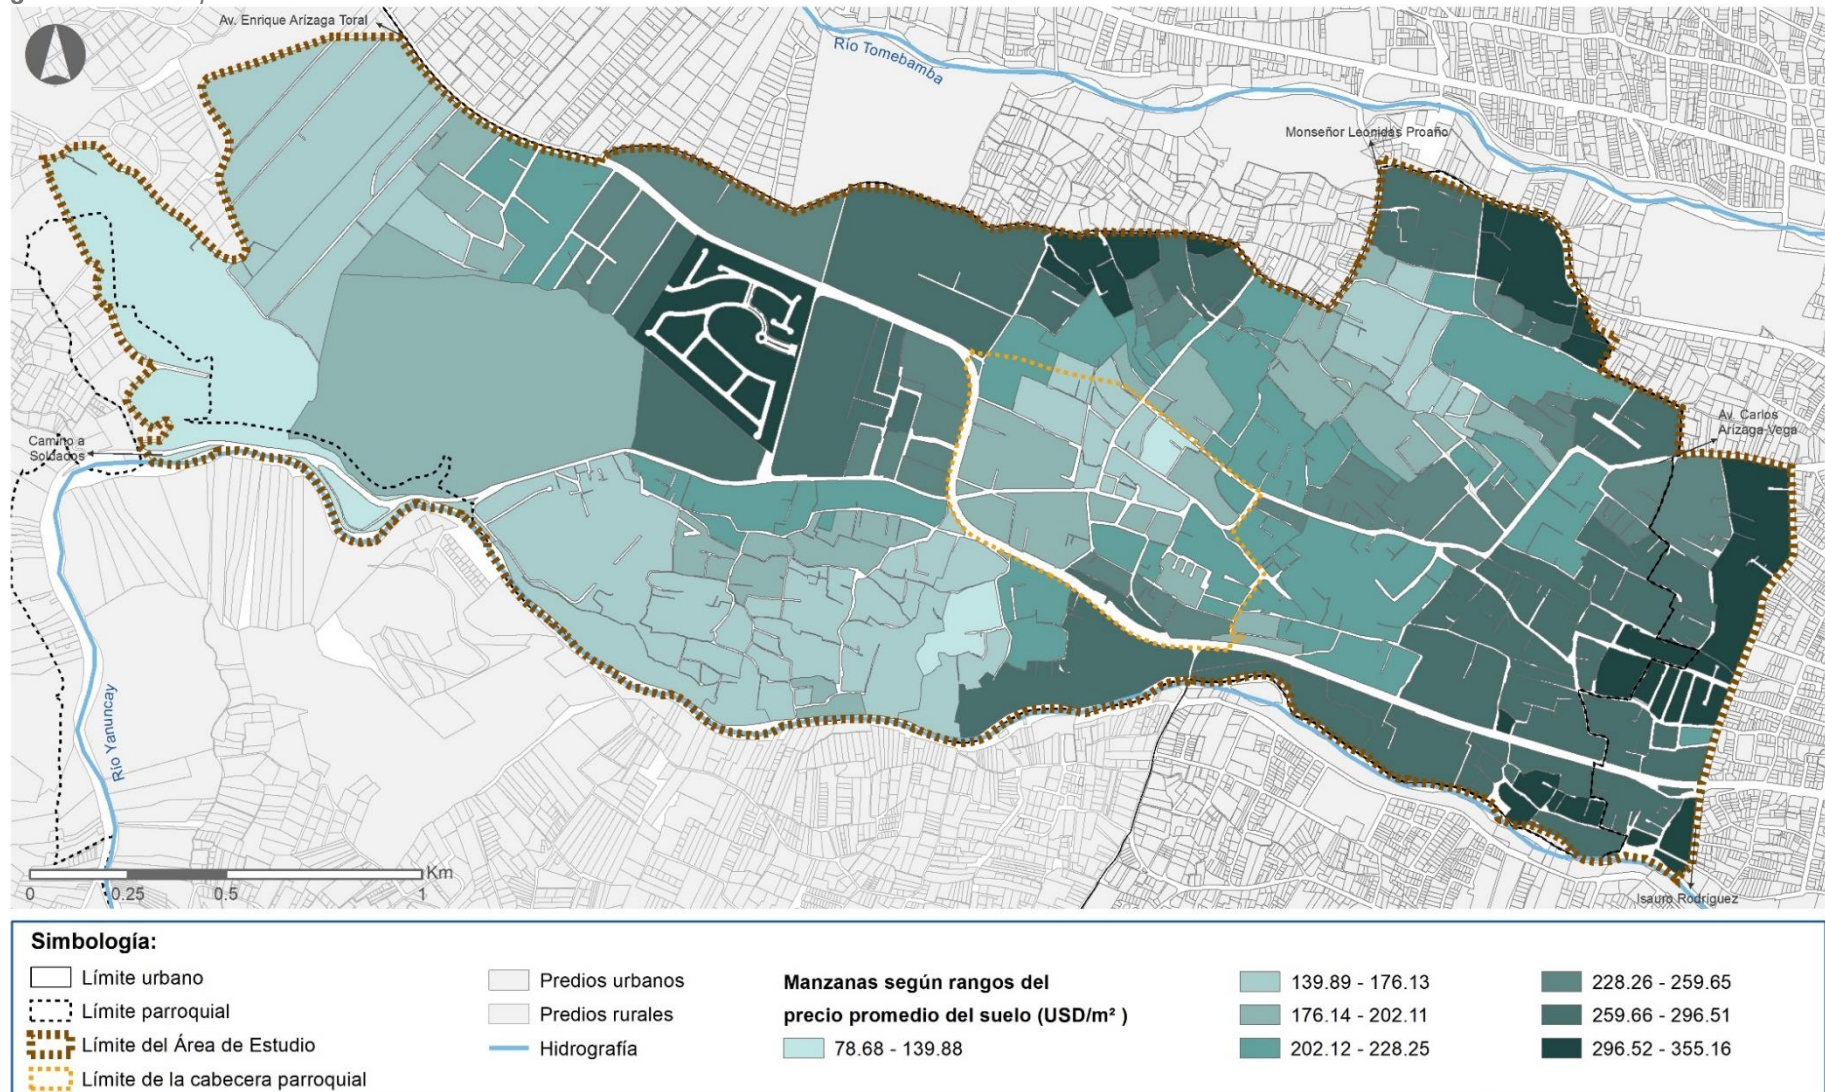 Av. Enrique Arízaga Toral
Río Tomebamba
Monseñor Leonidas Proaño
Av. Carlos
Arízaga Vega
Camino a
Soldados
Río Yanuncay
Km
0 0.25 0.5 1
Isauro Rodríguez
Simbología:
Límite urbano
Límite parroquial
Límite del Área de Estudio
Límite de la cabecera parroquial
Predios urbanos
Predios rurales
Hidrografía
Manzanas según rangos del
precio promedio del suelo (USD/m² )
78.68 - 139.88
139.89 - 176.13
176.14 - 202.11
202.12 - 228.25
228.26 - 259.65
259.66 - 296.51
296.52 - 355.16